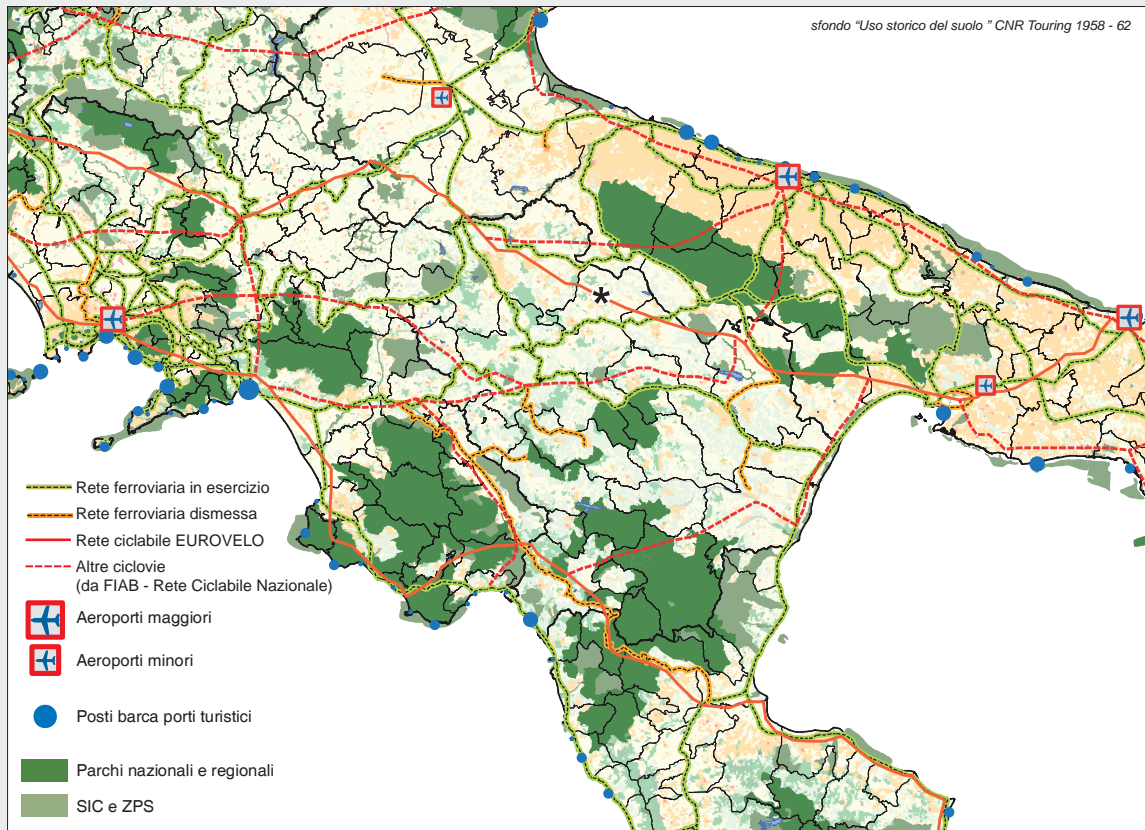 sfondo "Uso storico del suolo " CNR Touring 1958 - 62
*
Rete ferroviaria in esercizio
Rete ferroviaria dismessa
Rete ciclabile EUROVELO
Altre ciclovie
(da FIAB - Rete Ciclabile Nazionale)
Aeroporti maggiori
Aeroporti minori
Posti barca porti turistici
Parchi nazionali e regionali
SIC e ZPS